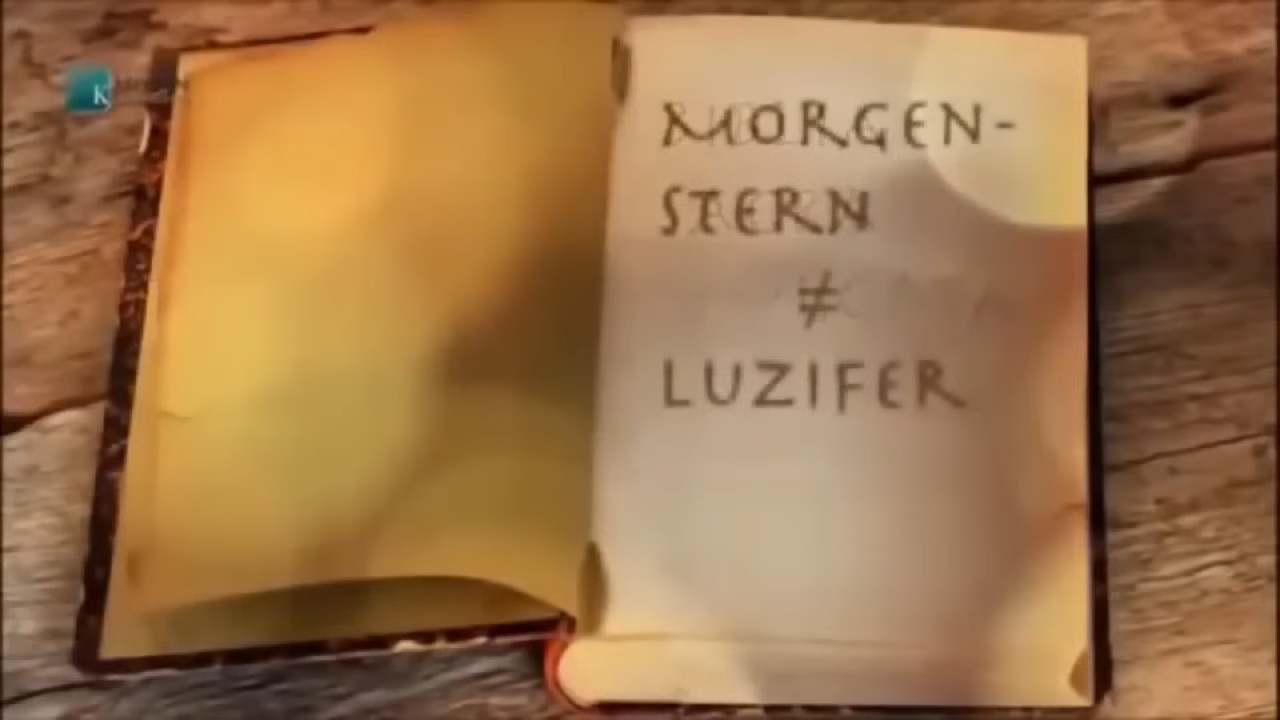 K
MORGEN-
STERN
≠
LUZIFER